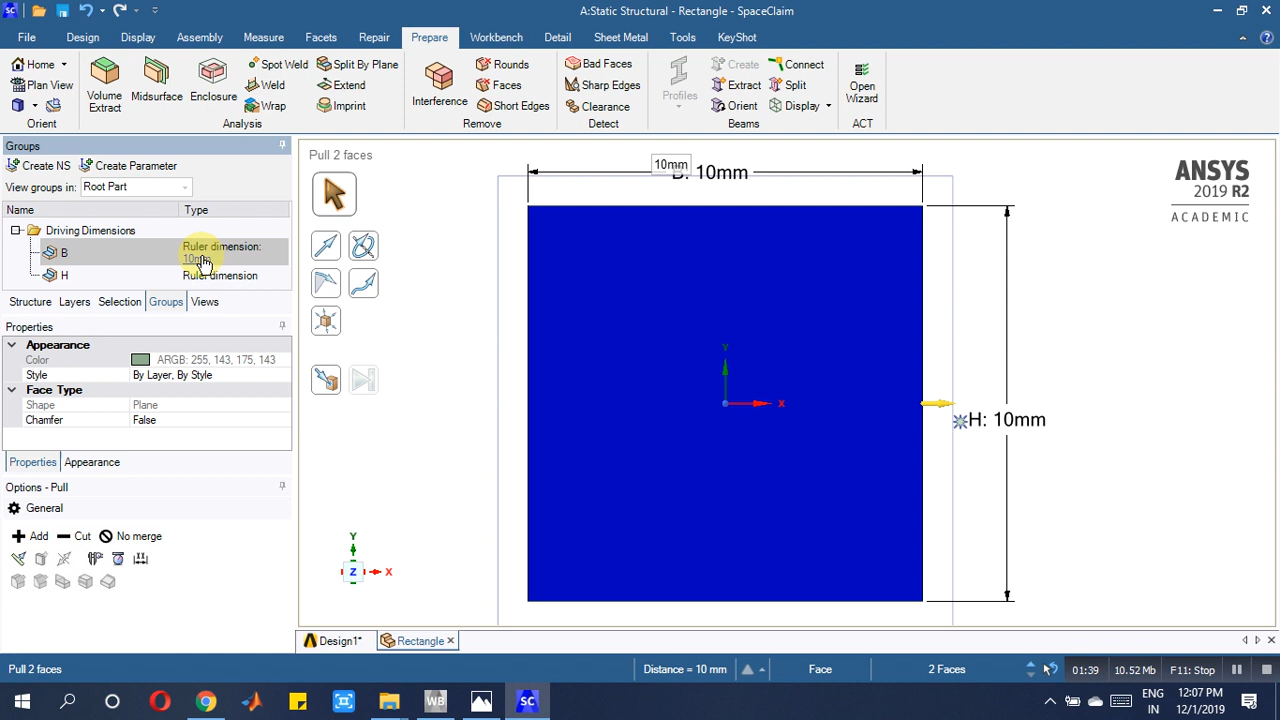 A:Static Structural - Rectangle - SpaceClaim
File Design Display Assembly Measure Facets Repair Prepare Workbench Detail Sheet Metal Tools KeyShot
Home
Plan View
Orient
Volume Extract
Midsurface
Enclosure
Spot Weld
Weld
Wrap
Split By Plane
Extend
Imprint
Analysis
Interference
Rounds
Faces
Short Edges
Remove
Bad Faces
Sharp Edges
Clearance
Detect
Profiles
Create
Extract
Orient
Connect
Split
Display
Beams
Open Wizard
ACT
Groups
Create NS Create Parameter
View groups in: Root Part
Name Type
Driving Dimensions
B Ruler dimension: 10mm
H Ruler dimension
Structure Layers Selection Groups Views
Properties
Appearance
Color ARGB: 255, 143, 175, 143
Style By Layer, By Style
Face Type
Shape Plane
Chamfer False
Properties Appearance
Options - Pull
General
Add Cut No merge
Pull 2 faces
10mm
B: 10mm
ANSYS
2019 R2
ACADEMIC
Y
X
H: 10mm
Y
Z X
Design1* Rectangle
Pull 2 faces Distance = 10 mm Face 2 Faces 01:39 10.52 Mb F11: Stop
SC WB SC
ENG
IN
12:07 PM
12/1/2019